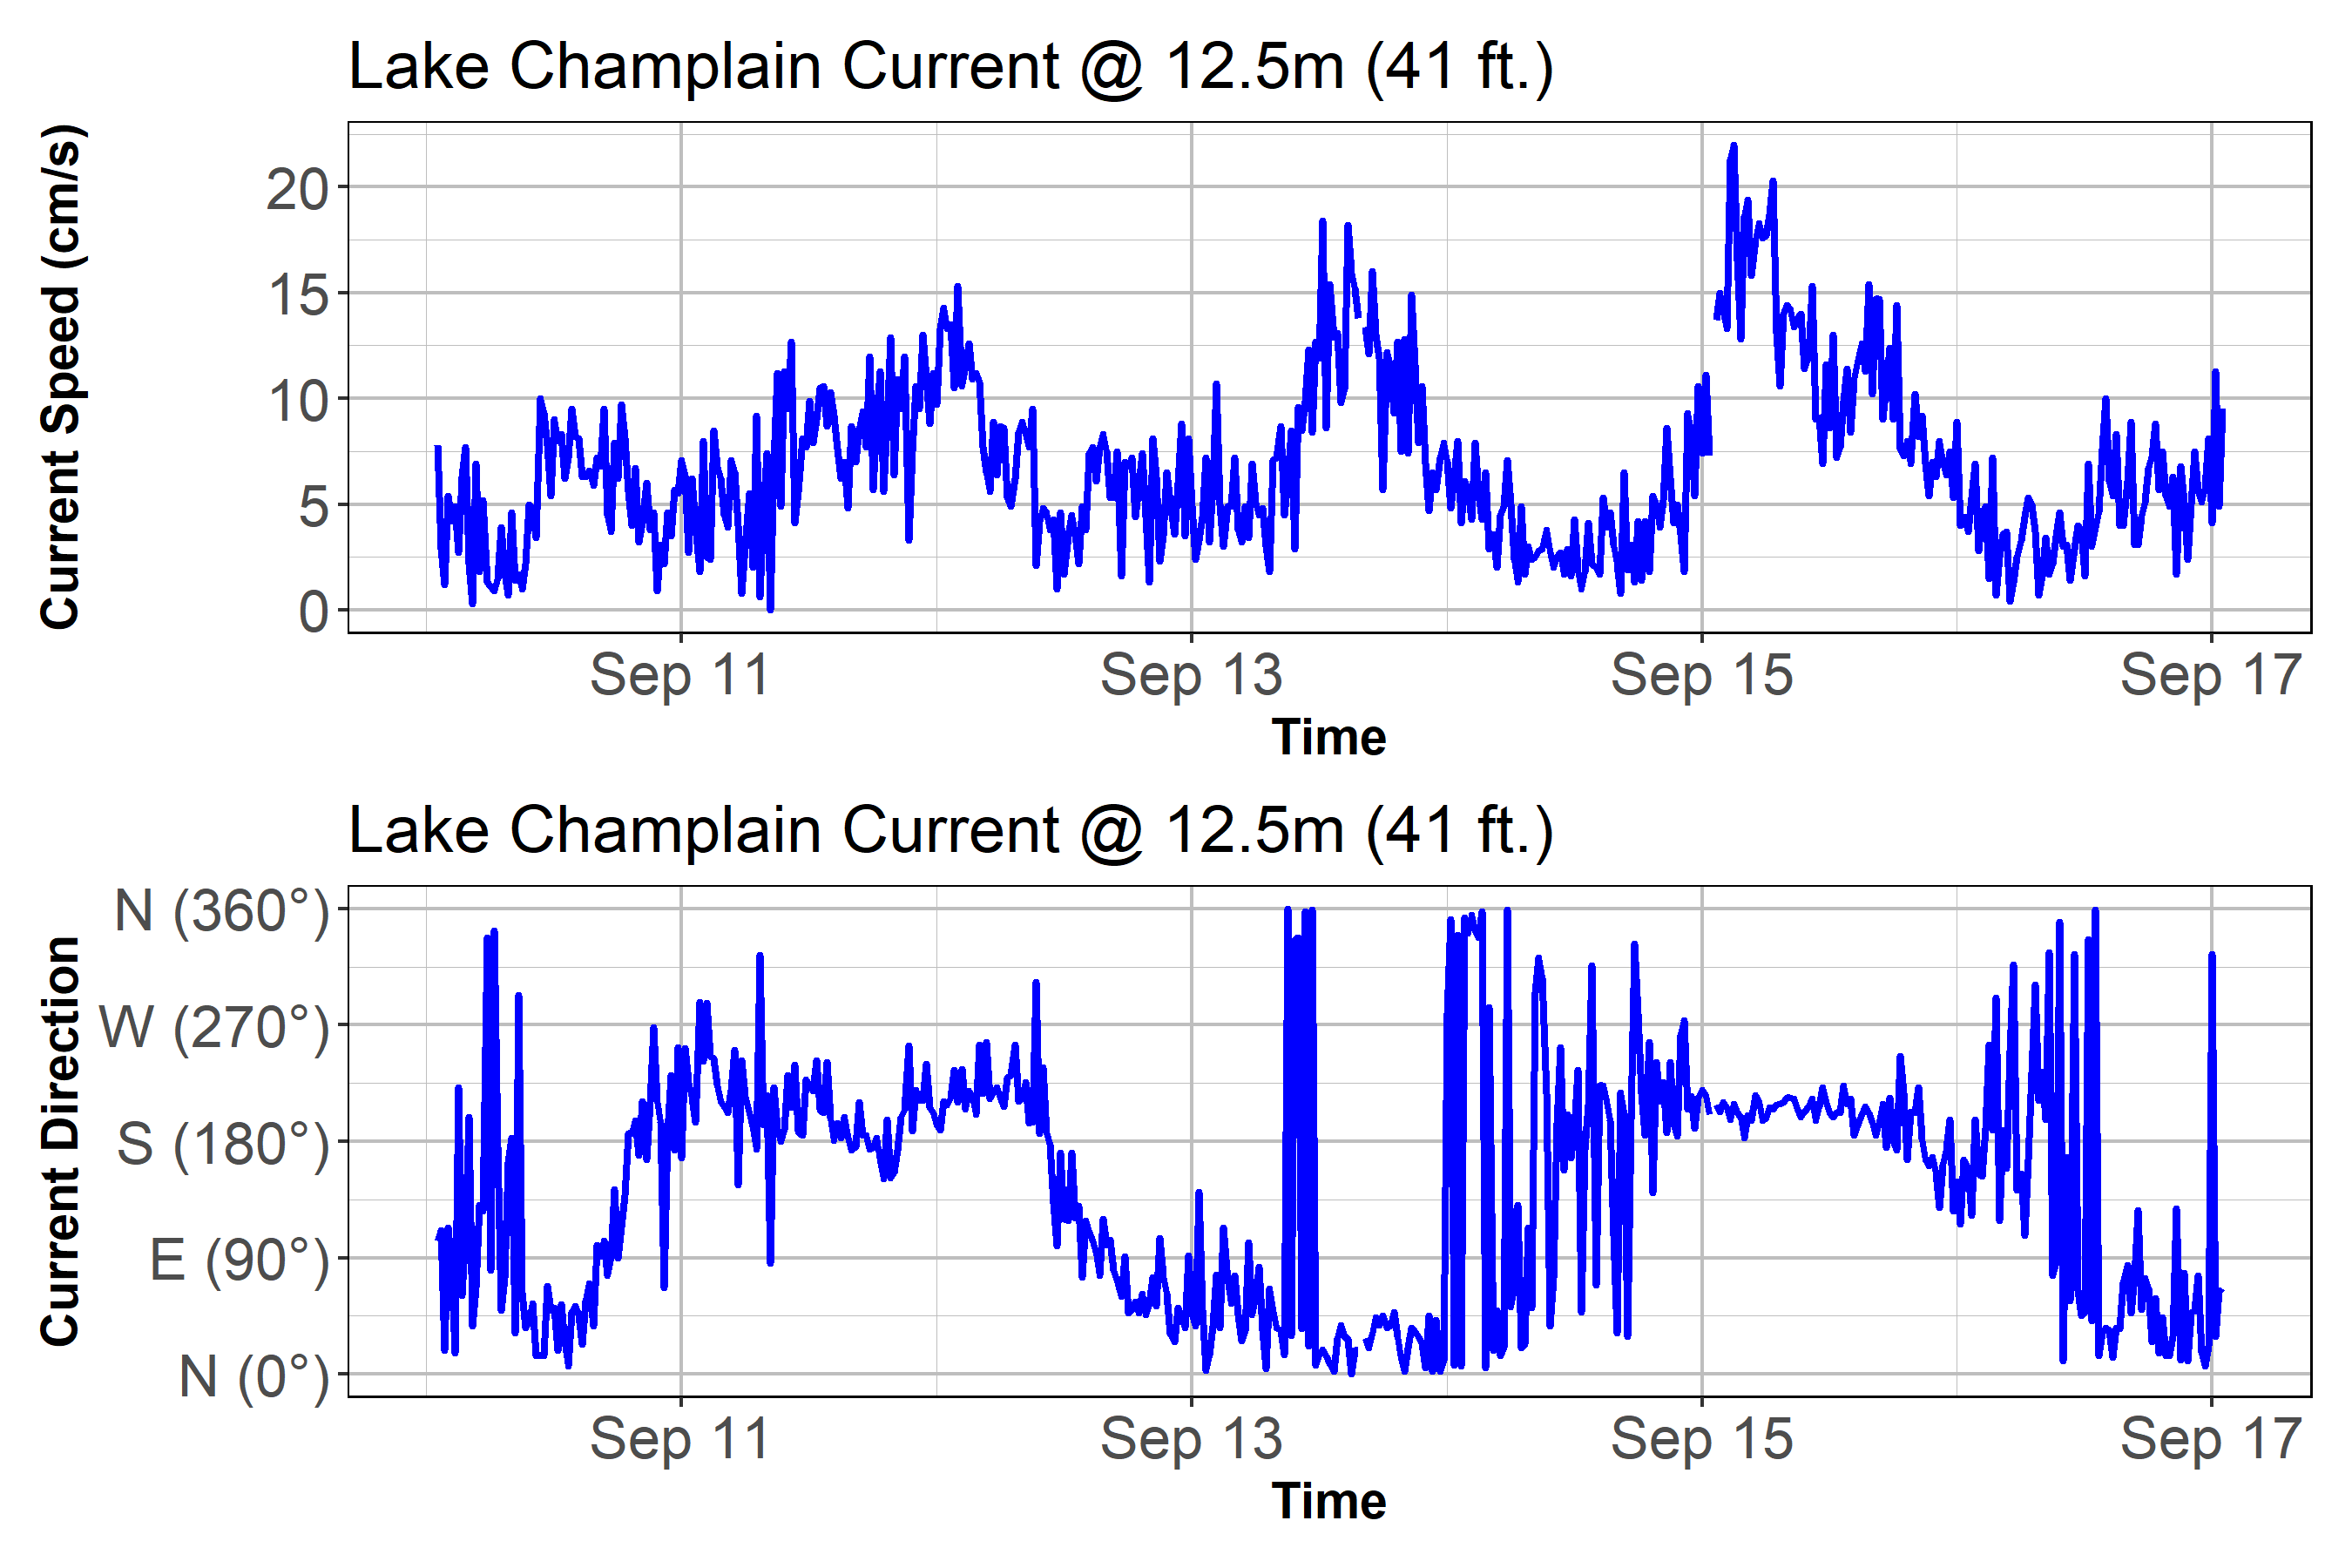 Lake Champlain Current @ 12.5m (41 ft.)
Current Speed (cm/s)
20
15
10
5
0
Sep 11 Sep 13 Sep 15 Sep 17
Time
Lake Champlain Current @ 12.5m (41 ft.)
Current Direction
N (360°)
W (270°)
S (180°)
E (90°)
N (0°)
Sep 11 Sep 13 Sep 15 Sep 17
Time